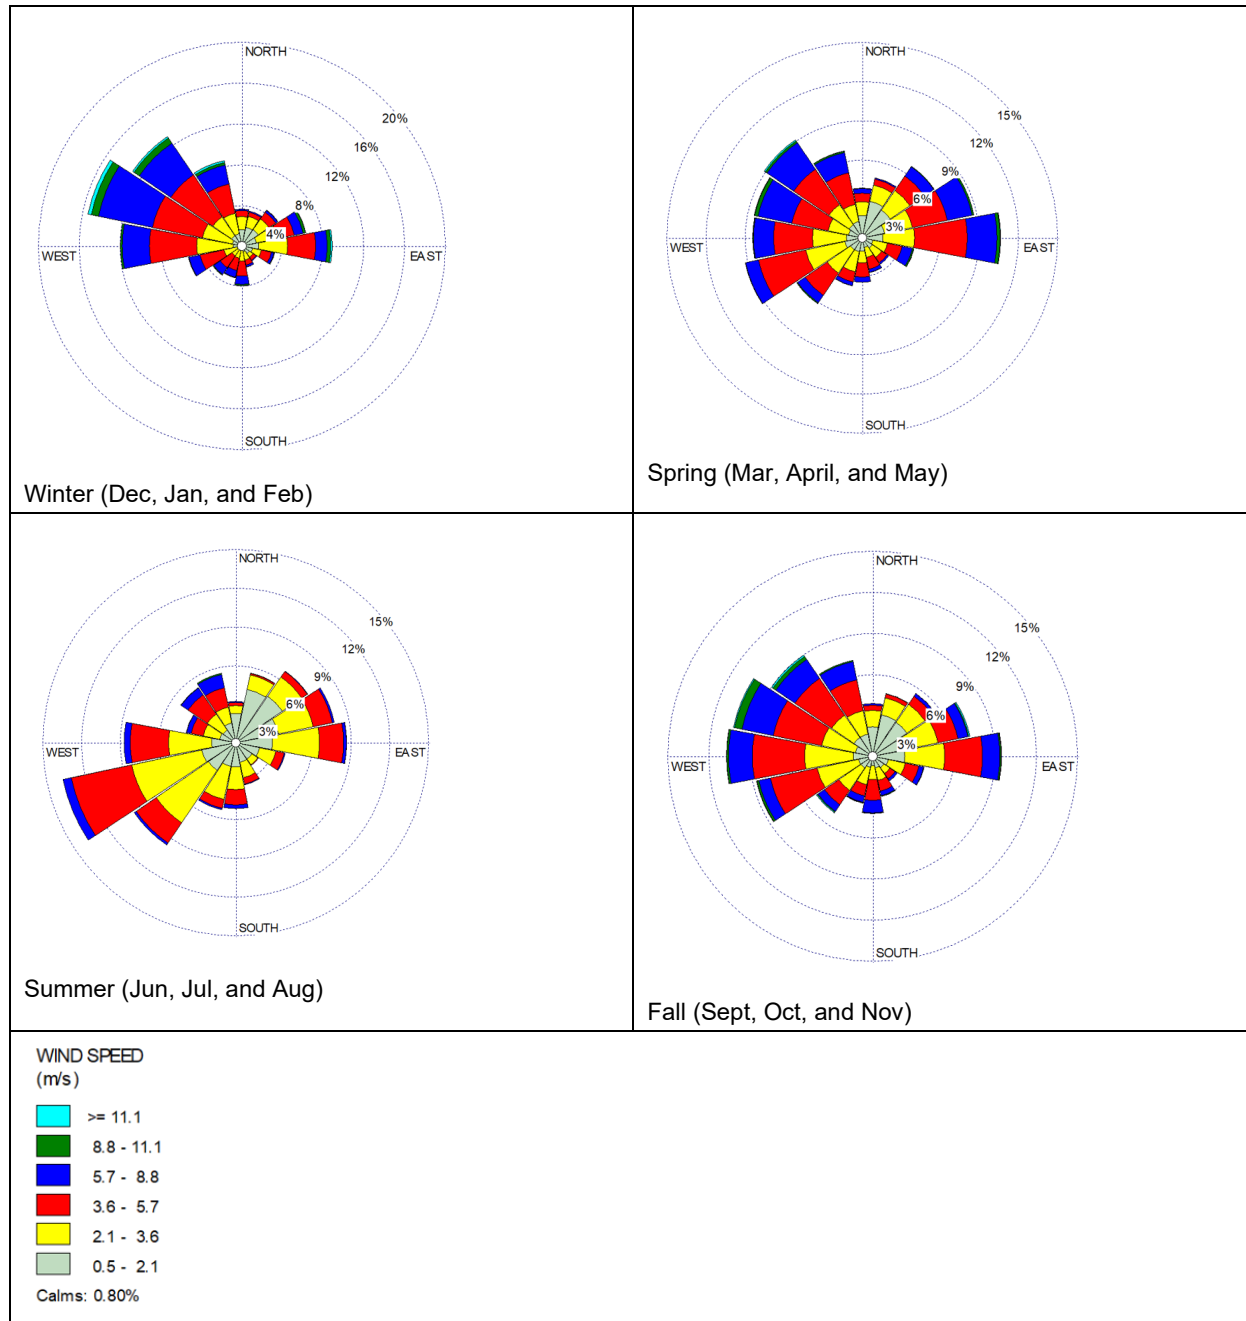 NORTH
20%
16%
12%
8%
4%
WEST
EAST
SOUTH
Winter (Dec, Jan, and Feb)
NORTH
15%
12%
9%
6%
3%
WEST
EAST
SOUTH
Spring (Mar, April, and May)
NORTH
15%
12%
9%
6%
3%
WEST
EAST
SOUTH
Summer (Jun, Jul, and Aug)
NORTH
15%
12%
9%
6%
3%
WEST
EAST
SOUTH
Fall (Sept, Oct, and Nov)
WIND SPEED
(m/s)
>= 11.1
8.8 - 11.1
5.7 - 8.8
3.6 - 5.7
2.1 - 3.6
0.5 - 2.1
Calms: 0.80%